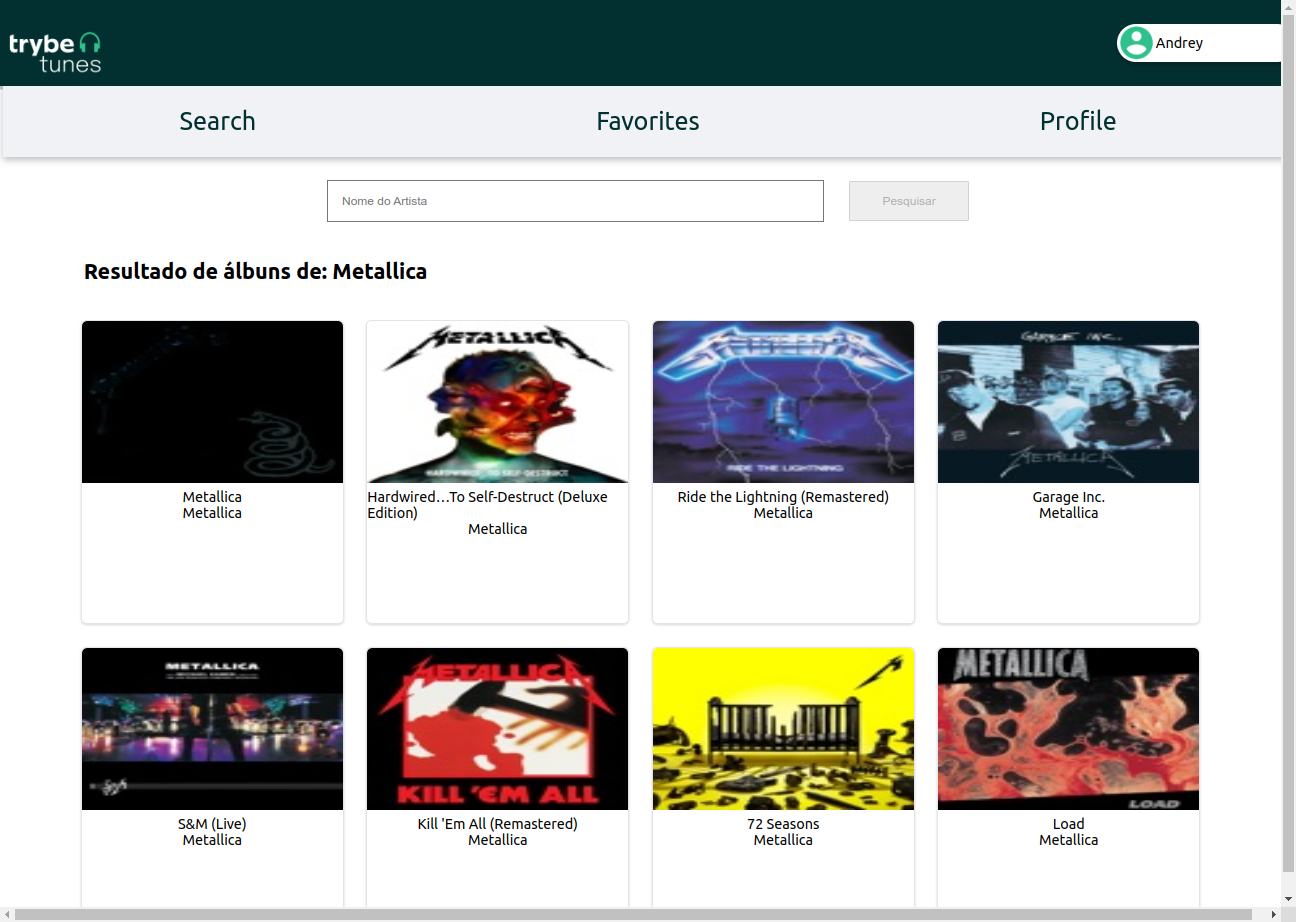 trybe
tunes
Andrey
Search
Favorites
Profile
Nome do Artista
Pesquisar
Resultado de álbuns de: Metallica
METALLICA
HARDWIRED...TO SELF-DESTRUCT
METALLICA
RIDE THE LIGHTNING
GARAGE INC.
METALLICA
Metallica
Metallica
Hardwired…To Self-Destruct (Deluxe
Edition)
Metallica
Ride the Lightning (Remastered)
Metallica
Garage Inc.
Metallica
METALLICA
S&M
METALLICA
KILL 'EM ALL
METALLICA
LOAD
S&M (Live)
Metallica
Kill 'Em All (Remastered)
Metallica
72 Seasons
Metallica
Load
Metallica